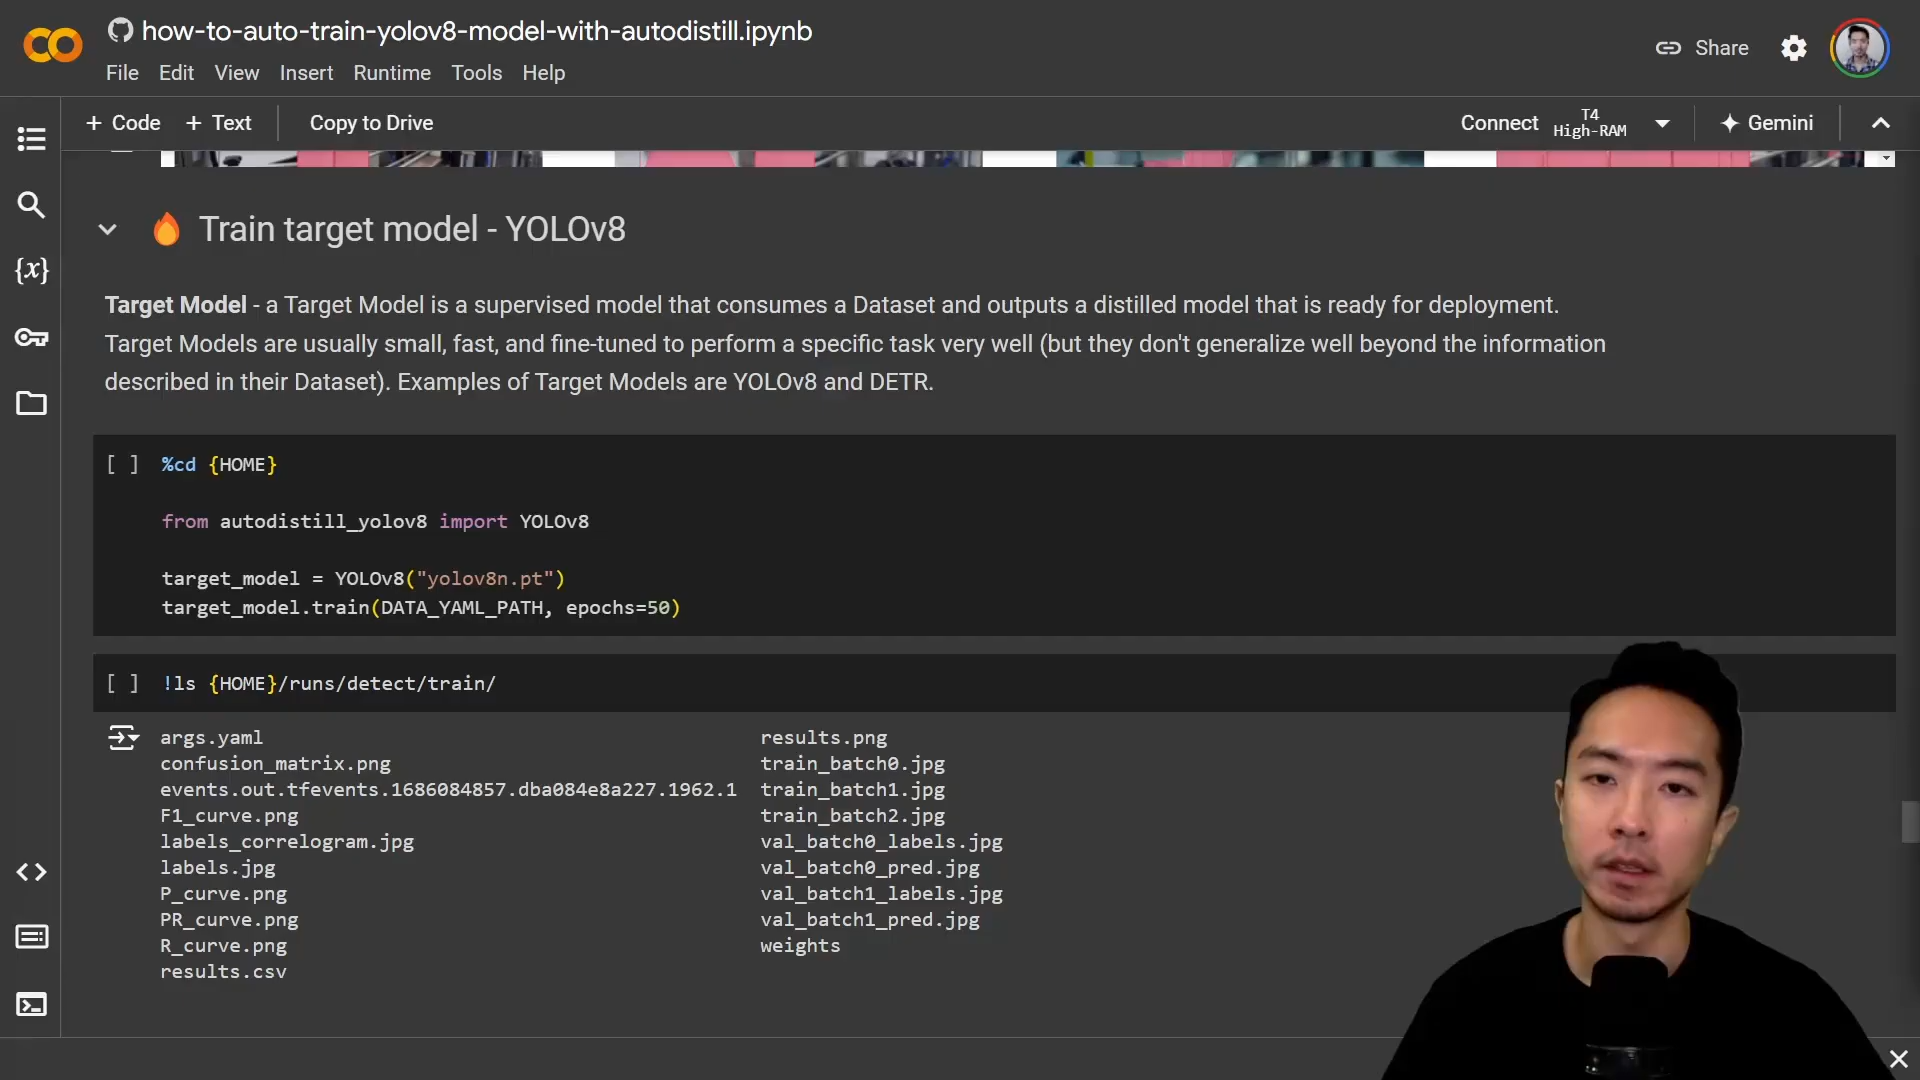 how-to-auto-train-yolov8-model-with-autodistill.ipynb
File Edit View Insert Runtime Tools Help
Share
+ Code + Text Copy to Drive
Connect T4 High-RAM Gemini
Train target model - YOLOv8
Target Model - a Target Model is a supervised model that consumes a Dataset and outputs a distilled model that is ready for deployment.
Target Models are usually small, fast, and fine-tuned to perform a specific task very well (but they don't generalize well beyond the information
described in their Dataset). Examples of Target Models are YOLOv8 and DETR.
[ ] %cd {HOME}
from autodistill_yolov8 import YOLOv8
target_model = YOLOv8("yolov8n.pt")
target_model.train(DATA_YAML_PATH, epochs=50)
[ ] !ls {HOME}/runs/detect/train/
args.yaml results.png
confusion_matrix.png train_batch0.jpg
events.out.tfevents.1686084857.dba084e8a227.1962.1 train_batch1.jpg
F1_curve.png train_batch2.jpg
labels_correlogram.jpg val_batch0_labels.jpg
labels.jpg val_batch0_pred.jpg
P_curve.png val_batch1_labels.jpg
PR_curve.png val_batch1_pred.jpg
R_curve.png weights
results.csv